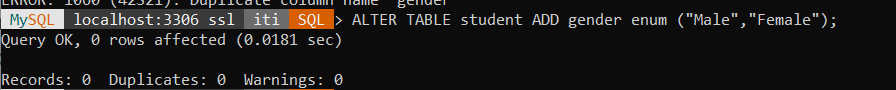 ERROR: 1060 (42S21): Duplicate column name 'gender'
MySQL localhost:3306 ssl iti SQL > ALTER TABLE student ADD gender enum ("Male","Female");
Query OK, 0 rows affected (0.0181 sec)
Records: 0 Duplicates: 0 Warnings: 0